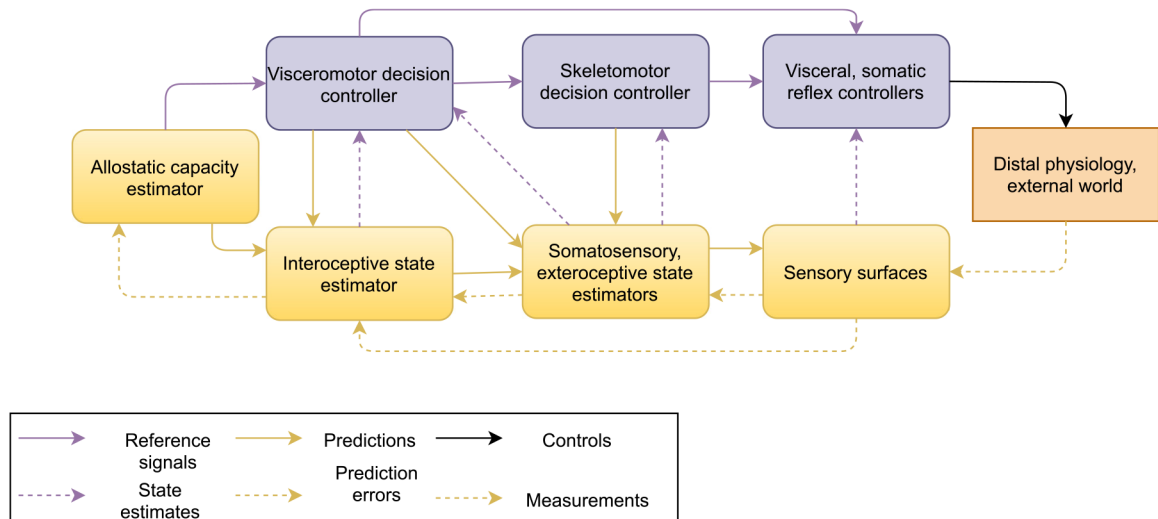 Visceromotor decision
controller
Skeletomotor
decision controller
Visceral, somatic
reflex controllers
Allostatic capacity
estimator
Distal physiology,
external world
Interoceptive state
estimator
Somatosensory,
exteroceptive state
estimators
Sensory surfaces
Reference
signals
Predictions
Controls
State
estimates
Prediction
errors
Measurements